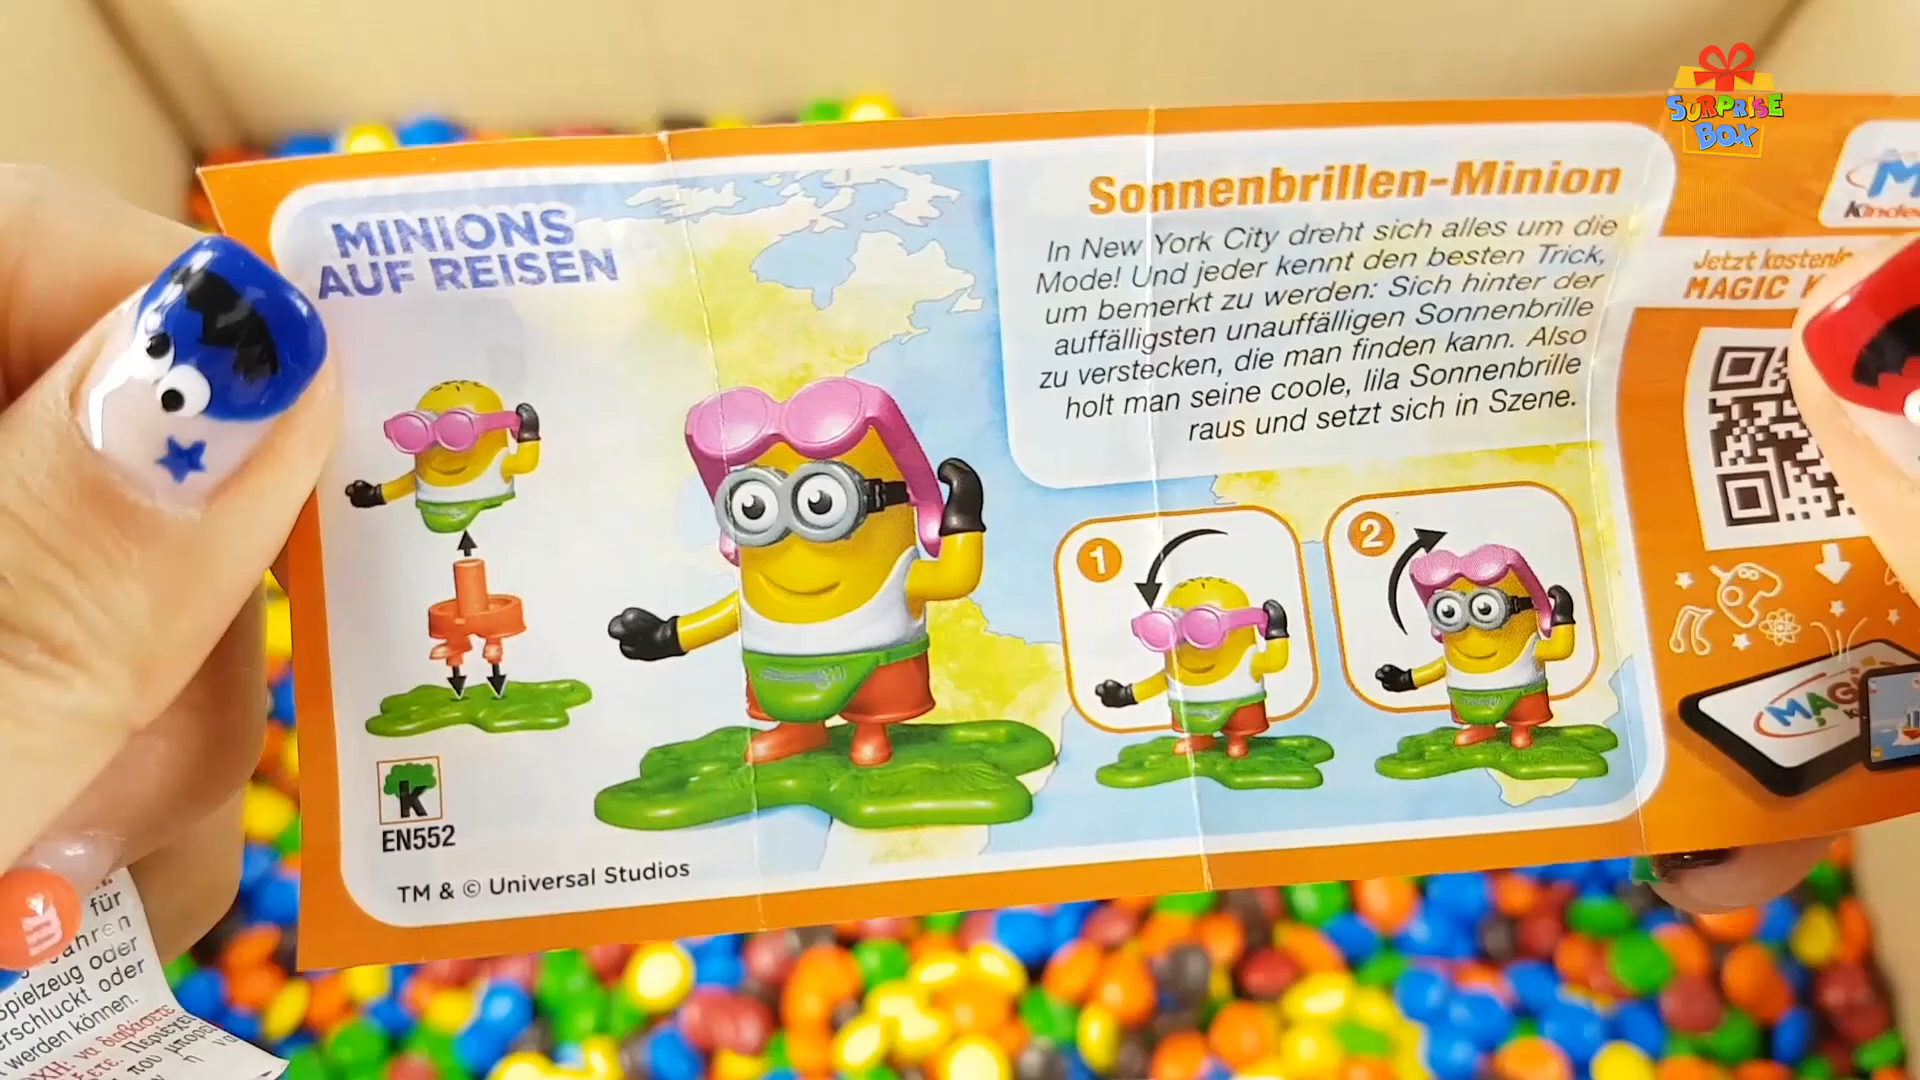 SURPRISE
BOX
MINIONS
AUF REISEN
Sonnenbrillen-Minion
In New York City dreht sich alles um die
Mode! Und jeder kennt den besten Trick,
um bemerkt zu werden: Sich hinter der
auffälligsten unauffälligen Sonnenbrille
zu verstecken, die man finden kann. Also
holt man seine coole, lila Sonnenbrille
raus und setzt sich in Szene.
1
2
k
EN552
TM & © Universal Studios
Jetzt
MAGIC
für
Spielzeug oder
verschluckt oder
werden können.
να διαβάσετε
που